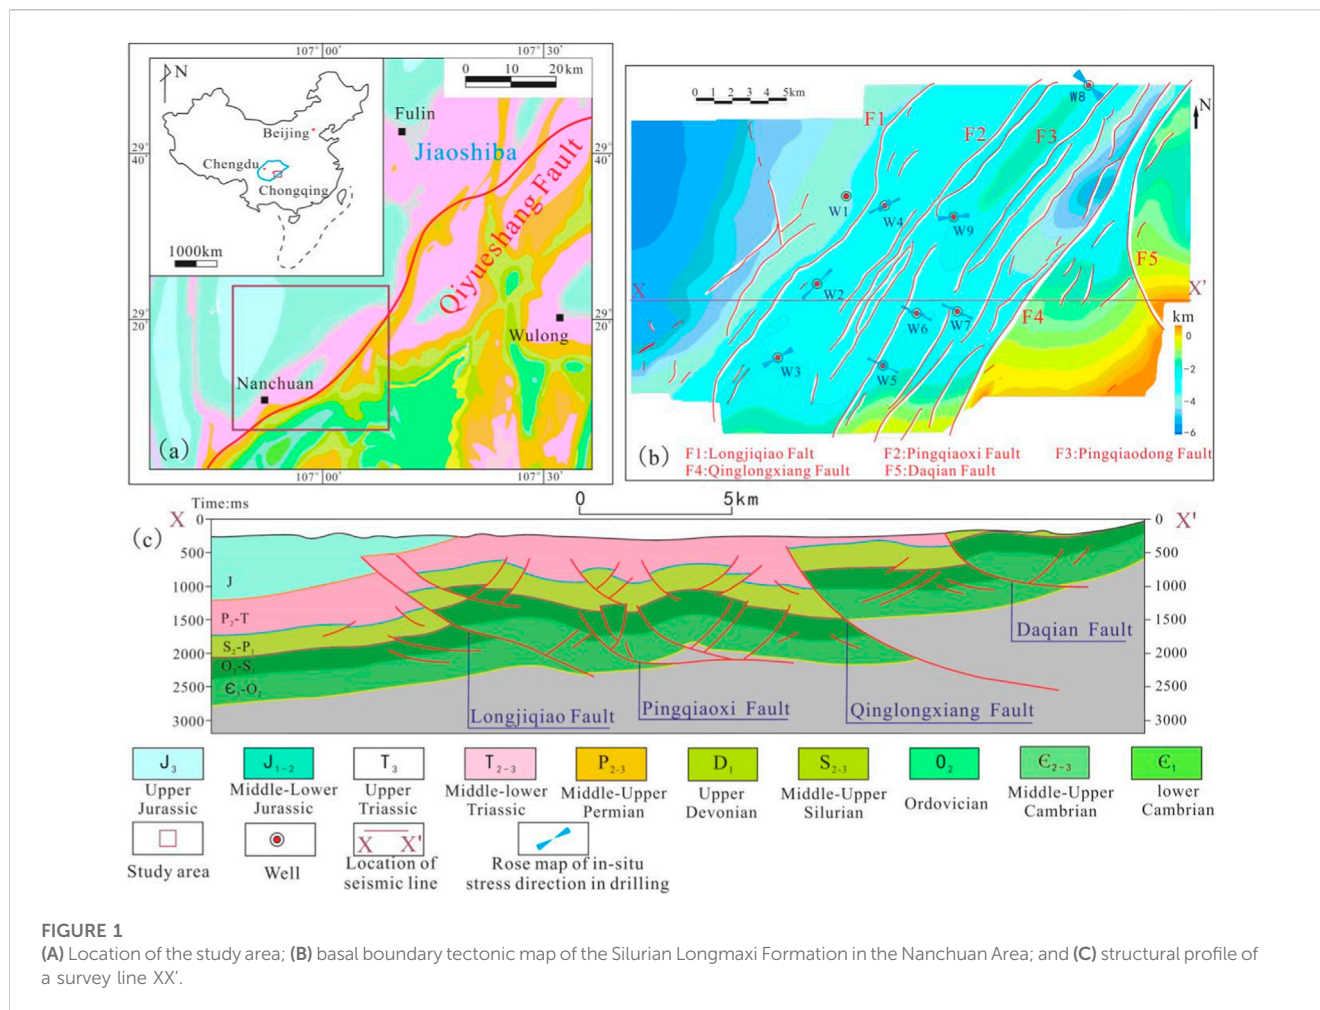 107° 00′
107° 30′
N
0 10 20km
Fulin
Beijing
Jiaoshiba
29°
40′
29°
40′
Chengdu
Chongqing
Qiyueshang Fault
1000km
29°
20′
29°
20′
Wulong
Nanchuan
(a)
107° 00′
107° 30′
0 1 2 3 4 5km
W8
N
F1
F2
F3
W1
W4
W9
F5
X
X'
W2
F4
km
W6
W7
0
-2
W3
W5
-4
-6
(b)
F1:Longjiqiao Falt
F2:Pingqiaoxi Fault
F3:Pingqiaodong Fault
F4:Qinglongxiang Fault
F5:Daqian Fault
0 5km
Time:ms
X
X'
(c)
0
500
1000
1500
2000
2500
3000
0
500
1000
1500
2000
2500
3000
J
P₂-T
S₂-P₁
O₃-S₁
Є₁-O₂
Daqian Fault
Longjiqiao Fault
Pingqiaoxi Fault
Qinglongxiang Fault
J₃
J₁₋₂
T₃
T₂₋₃
P₂₋₃
D₁
S₂₋₃
O₂
Є₂₋₃
Є₁
Upper
Jurassic
Middle-Lower
Jurassic
Upper
Triassic
Middle-lower
Triassic
Middle-Upper
Permian
Upper
Devonian
Middle-Upper
Silurian
Ordovician
Middle-Upper
Cambrian
lower
Cambrian
X X'
Study area
Well
Location of
seismic line
Rose map of in-situ
stress direction in drilling
FIGURE 1
(A) Location of the study area; (B) basal boundary tectonic map of the Silurian Longmaxi Formation in the Nanchuan Area; and (C) structural profile of
a survey line XX′.